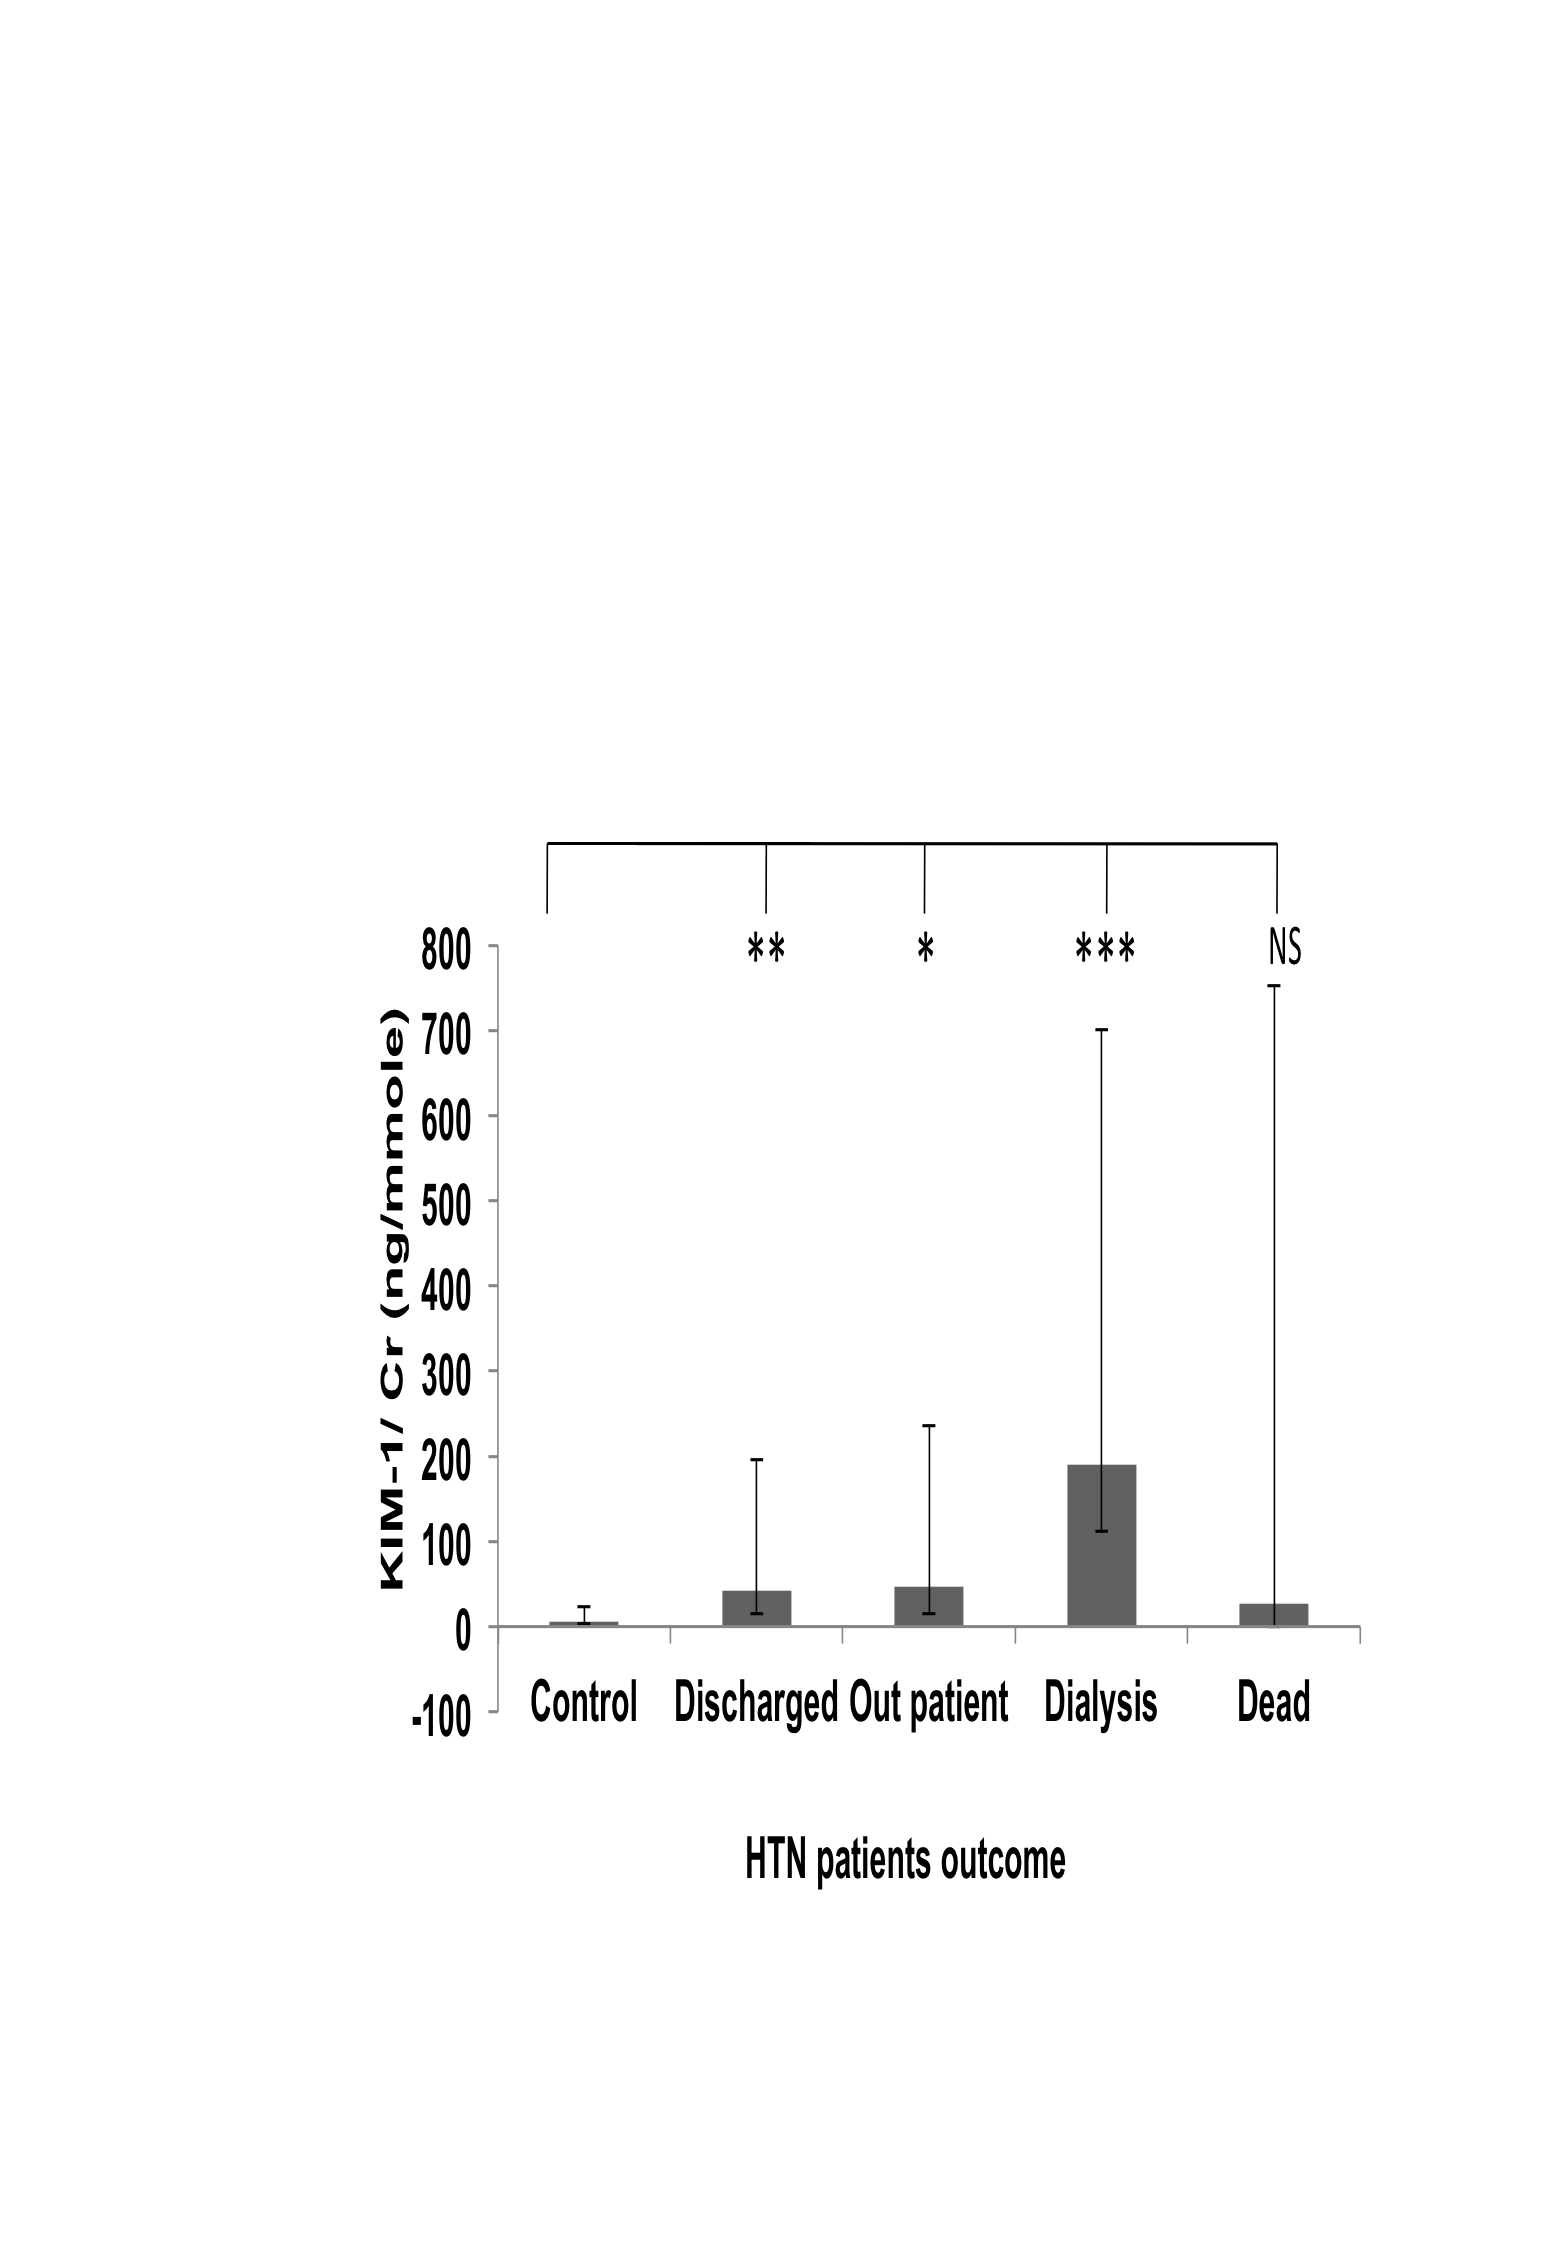 ** * *** NS
800
700
600
500
400
300
200
100
0
-100
KIM-1/ Cr (ng/mmole)
Control Discharged Out patient Dialysis Dead
HTN patients outcome